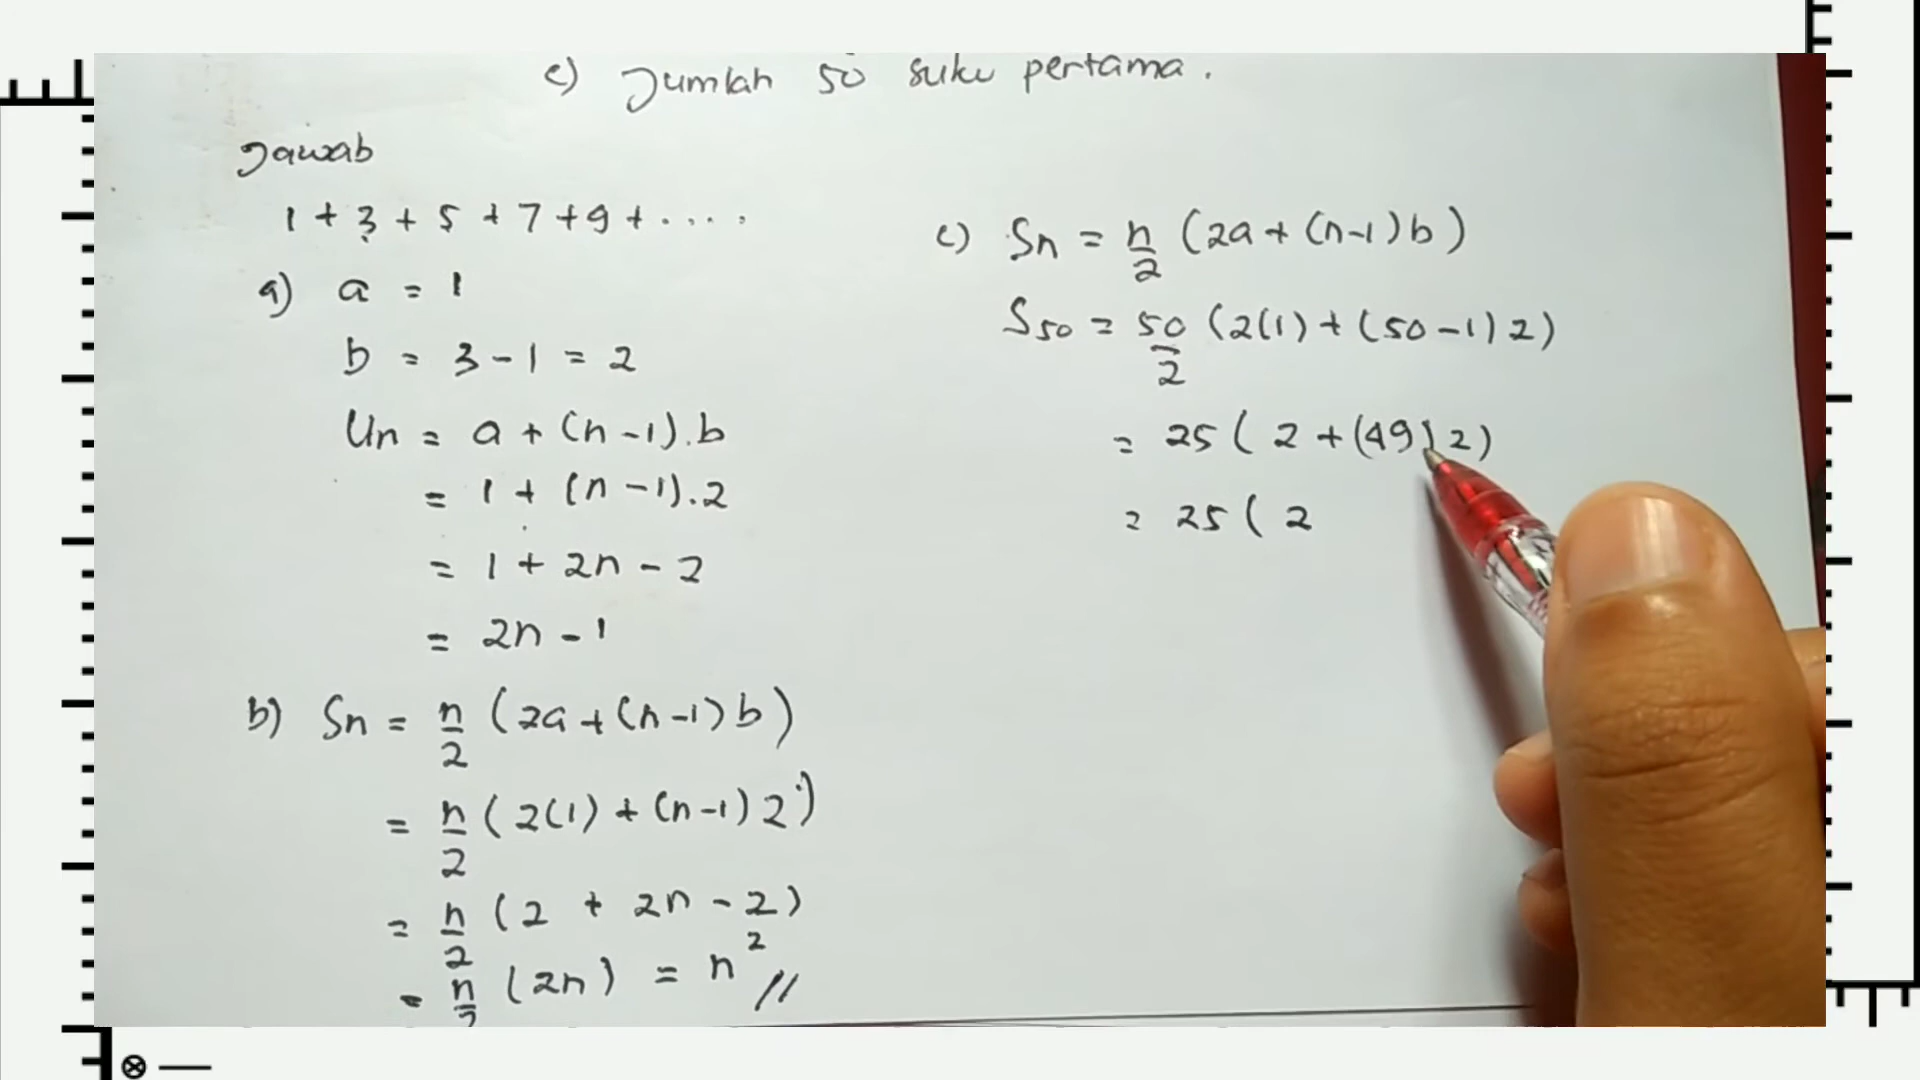 c) Jumlah 50 suku pertama.
Jawab
1 + 3 + 5 + 7 + 9 + ....
a) a = 1
b = 3 - 1 = 2
Un = a + (n - 1).b
= 1 + (n - 1).2
= 1 + 2n - 2
= 2n - 1
b) Sn = n/2 (2a + (n - 1) b)
= n/2 (2(1) + (n - 1) 2)
= n/2 (2 + 2n - 2)
= n/2 (2n) = n² //
c) Sn = n/2 (2a + (n - 1) b)
S50 = 50/2 (2(1) + (50 - 1) 2)
= 25 ( 2 + (49) 2)
= 25 ( 2